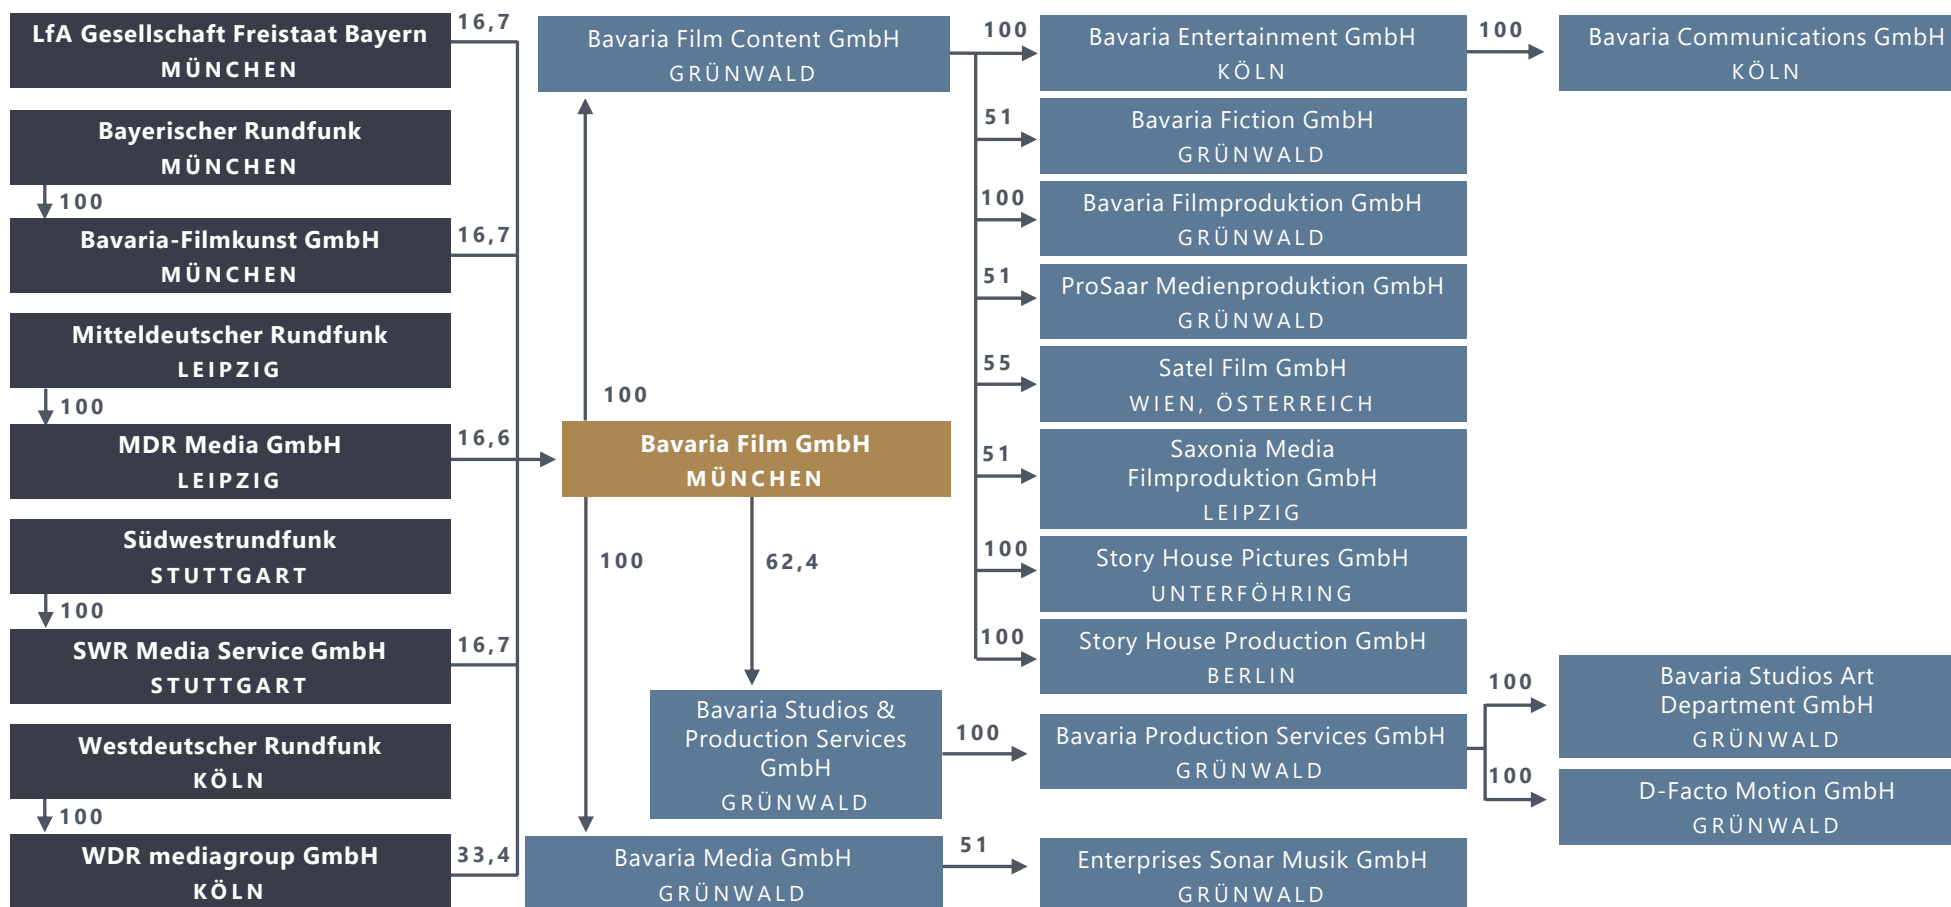 LfA Gesellschaft Freistaat Bayern
MÜNCHEN
16,7
Bayerischer Rundfunk
MÜNCHEN
100
Bavaria-Filmkunst GmbH
MÜNCHEN
16,7
Mitteldeutscher Rundfunk
LEIPZIG
100
MDR Media GmbH
LEIPZIG
16,6
Südwestrundfunk
STUTTGART
100
SWR Media Service GmbH
STUTTGART
16,7
Westdeutscher Rundfunk
KÖLN
100
WDR mediagroup GmbH
KÖLN
33,4
Bavaria Film Content GmbH
GRÜNWALD
100
Bavaria Film GmbH
MÜNCHEN
100
62,4
Bavaria Studios &
Production Services
GmbH
GRÜNWALD
Bavaria Media GmbH
GRÜNWALD
100
Bavaria Entertainment GmbH
KÖLN
51
Bavaria Fiction GmbH
GRÜNWALD
100
Bavaria Filmproduktion GmbH
GRÜNWALD
51
ProSaar Medienproduktion GmbH
GRÜNWALD
55
Satel Film GmbH
WIEN, ÖSTERREICH
51
Saxonia Media
Filmproduktion GmbH
LEIPZIG
100
Story House Pictures GmbH
UNTERFÖHRING
100
Story House Production GmbH
BERLIN
100
Bavaria Production Services GmbH
GRÜNWALD
51
Enterprises Sonar Musik GmbH
GRÜNWALD
100
Bavaria Communications GmbH
KÖLN
100
Bavaria Studios Art
Department GmbH
GRÜNWALD
100
D-Facto Motion GmbH
GRÜNWALD